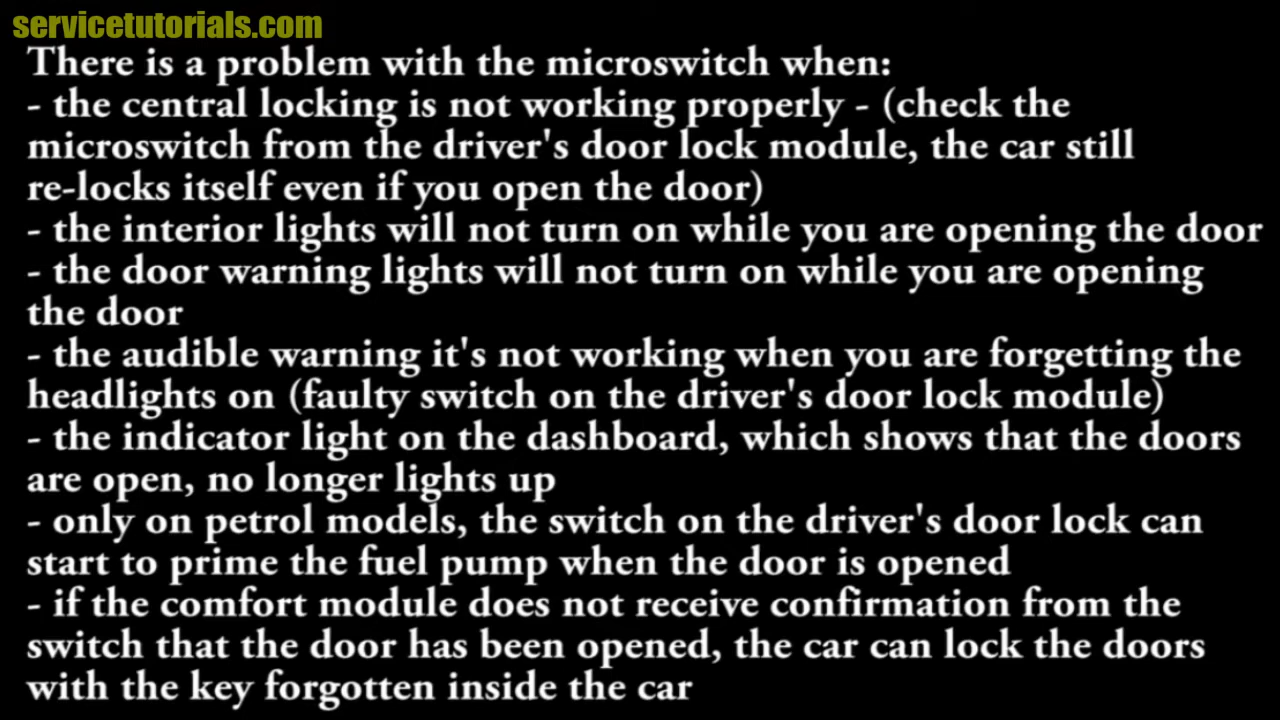 servicetutorials.com
There is a problem with the microswitch when:
- the central locking is not working properly - (check the
microswitch from the driver's door lock module, the car still
re-locks itself even if you open the door)
- the interior lights will not turn on while you are opening the door
- the door warning lights will not turn on while you are opening
the door
- the audible warning it's not working when you are forgetting the
headlights on (faulty switch on the driver's door lock module)
- the indicator light on the dashboard, which shows that the doors
are open, no longer lights up
- only on petrol models, the switch on the driver's door lock can
start to prime the fuel pump when the door is opened
- if the comfort module does not receive confirmation from the
switch that the door has been opened, the car can lock the doors
with the key forgotten inside the car